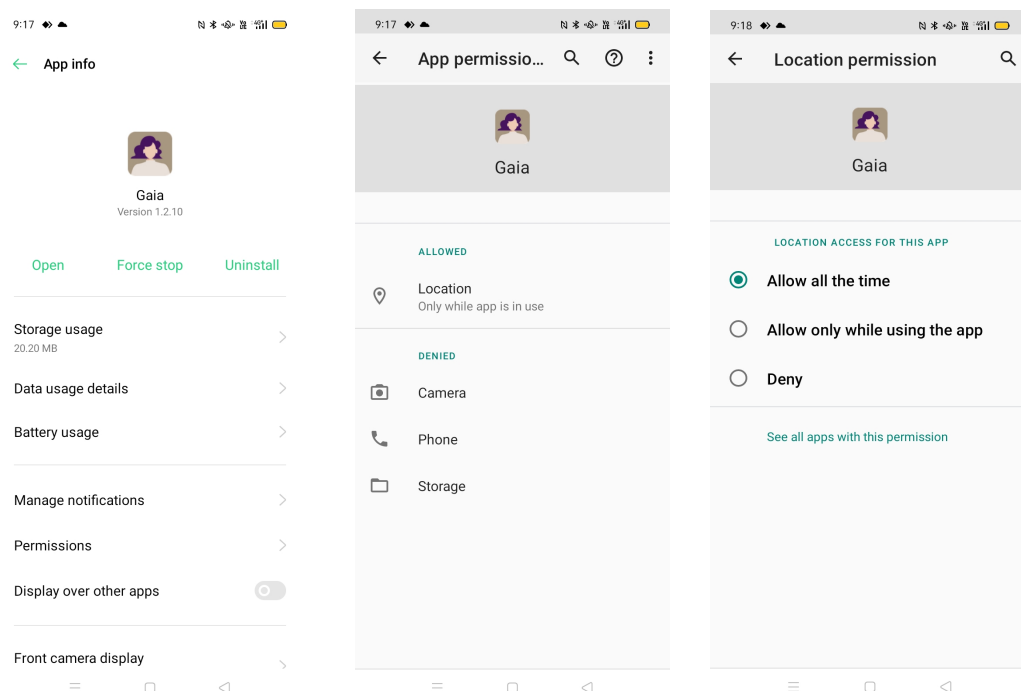 9:17
App info
Gaia
Version 1.2.10
Open Force stop Uninstall
Storage usage
20.20 MB
Data usage details
Battery usage
Manage notifications
Permissions
Display over other apps
Front camera display
9:17
App permissio...
Gaia
ALLOWED
Location
Only while app is in use
DENIED
Camera
Phone
Storage
9:18
Location permission
Gaia
LOCATION ACCESS FOR THIS APP
Allow all the time
Allow only while using the app
Deny
See all apps with this permission